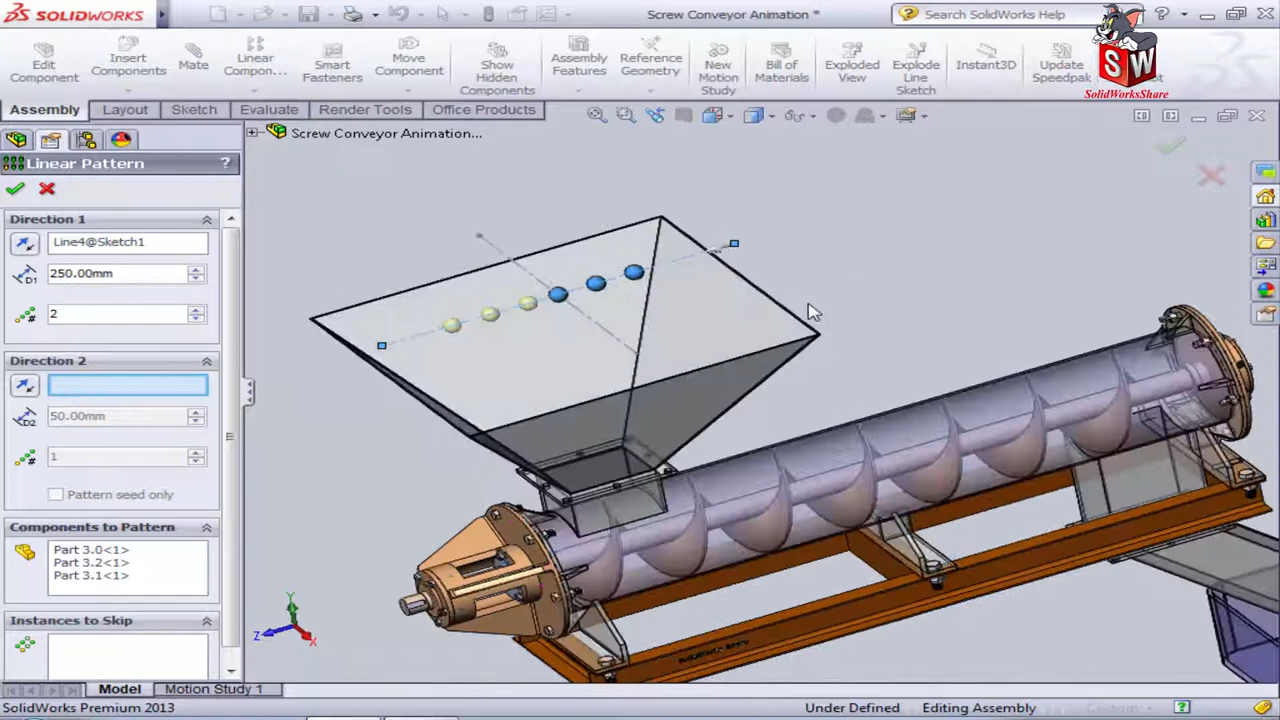 SOLIDWORKS
Screw Conveyor Animation *
Search SolidWorks Help
SW
SolidWorksShare
Edit
Component
Insert
Components
Mate
Linear
Compon...
Smart
Fasteners
Move
Component
Show
Hidden
Components
Assembly
Features
Reference
Geometry
New
Motion
Study
Bill of
Materials
Exploded
View
Explode
Line
Sketch
Instant3D
Update
Speedpak
Assembly
Layout
Sketch
Evaluate
Render Tools
Office Products
Screw Conveyor Animation...
Linear Pattern
?
Direction 1
Line4@Sketch1
D1
250.00mm
#
2
Direction 2
D2
50.00mm
#
1
Pattern seed only
Components to Pattern
Part 3.0<1>
Part 3.2<1>
Part 3.1<1>
Instances to Skip
Y
Z
X
Model
Motion Study 1
SolidWorks Premium 2013
Under Defined
Editing Assembly
Custom
?